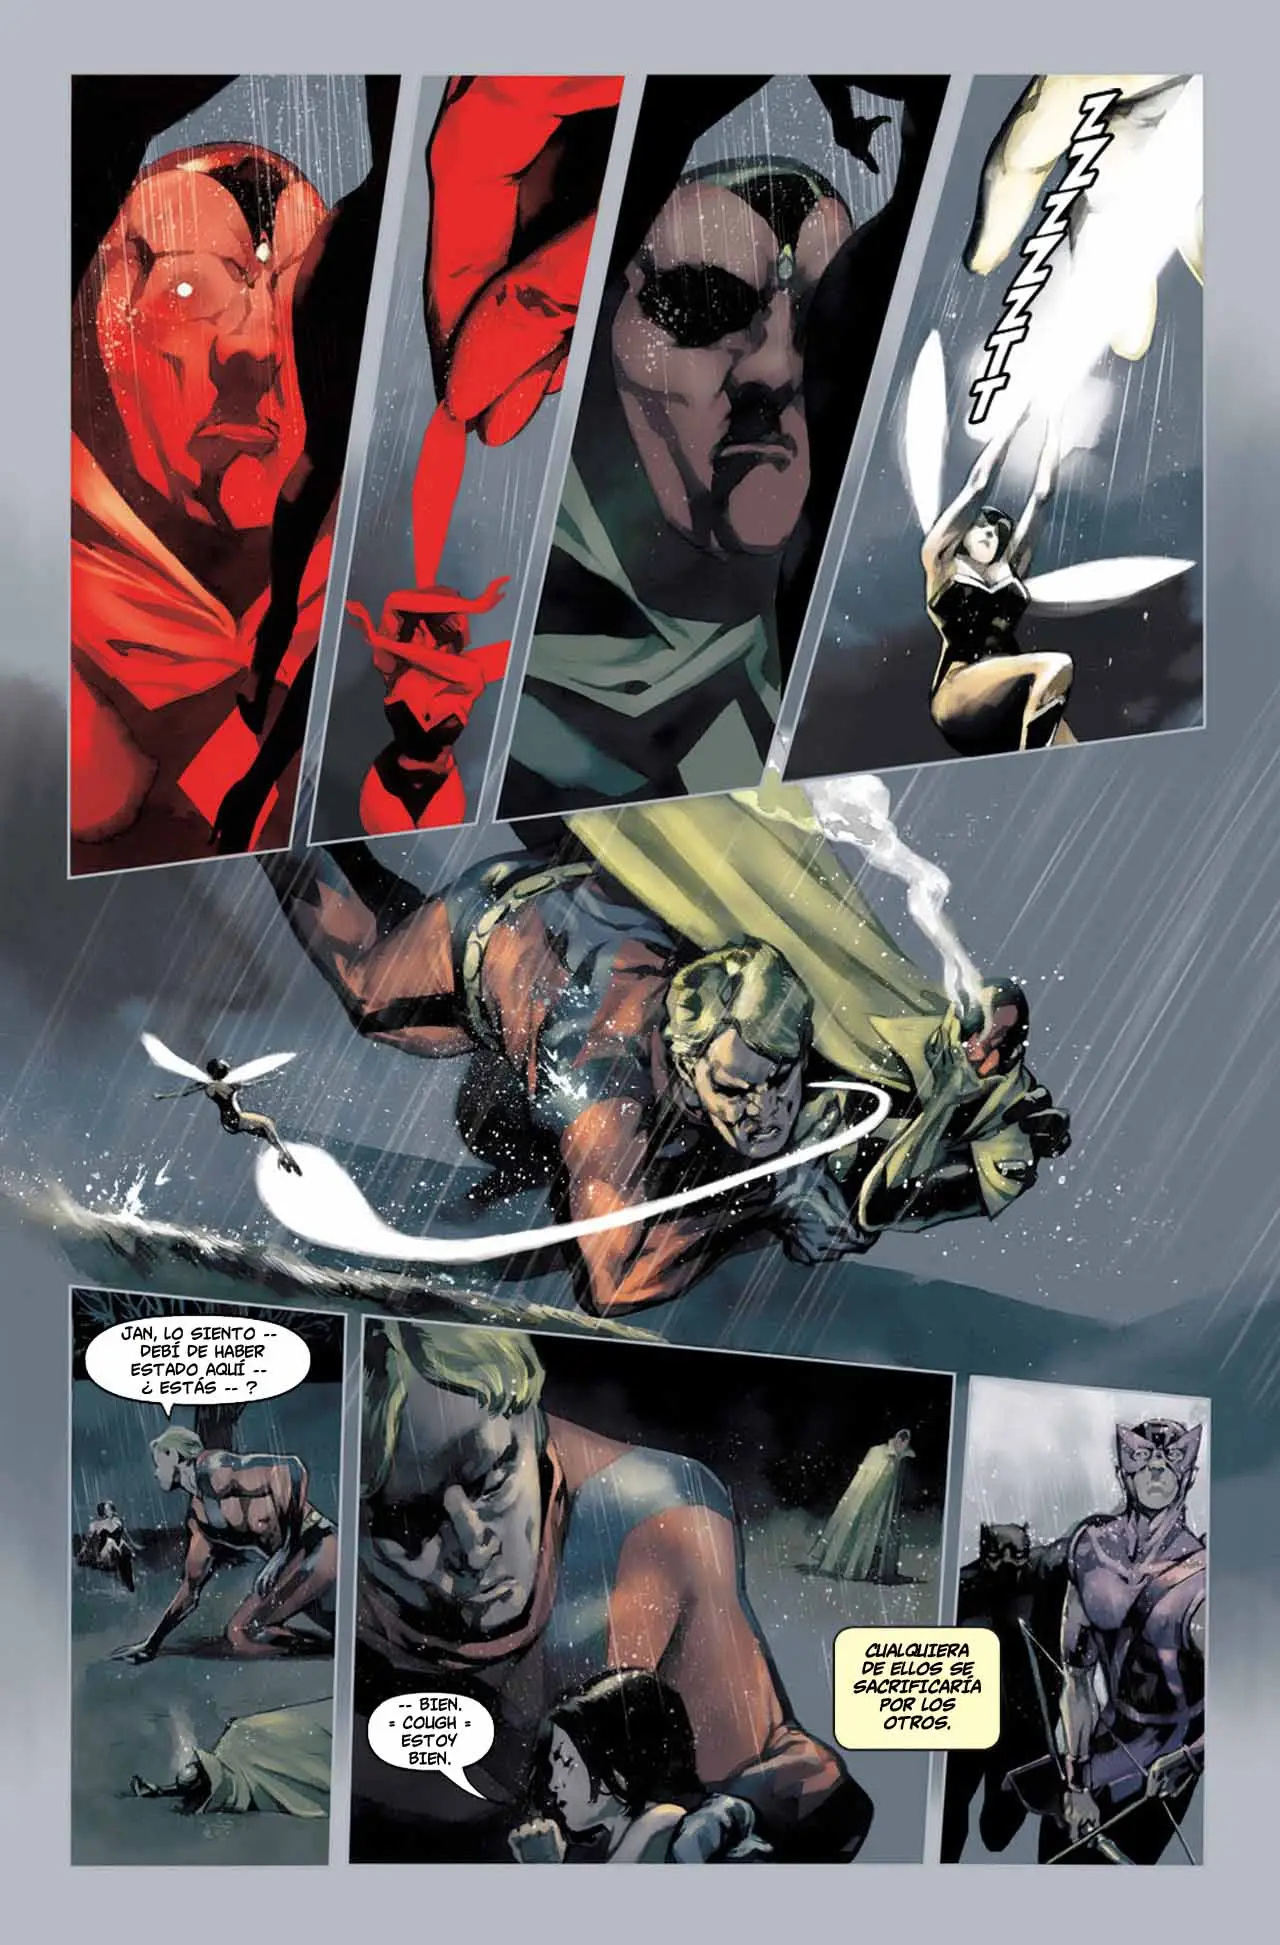 ZZZZZZTT
JAN, LO SIENTO --
DEBÍ DE HABER
ESTADO AQUÍ --
¿ ESTÁS -- ?
-- BIEN.
= COUGH =
ESTOY
BIEN.
CUALQUIERA
DE ELLOS SE
SACRIFICARÍA
POR LOS
OTROS.